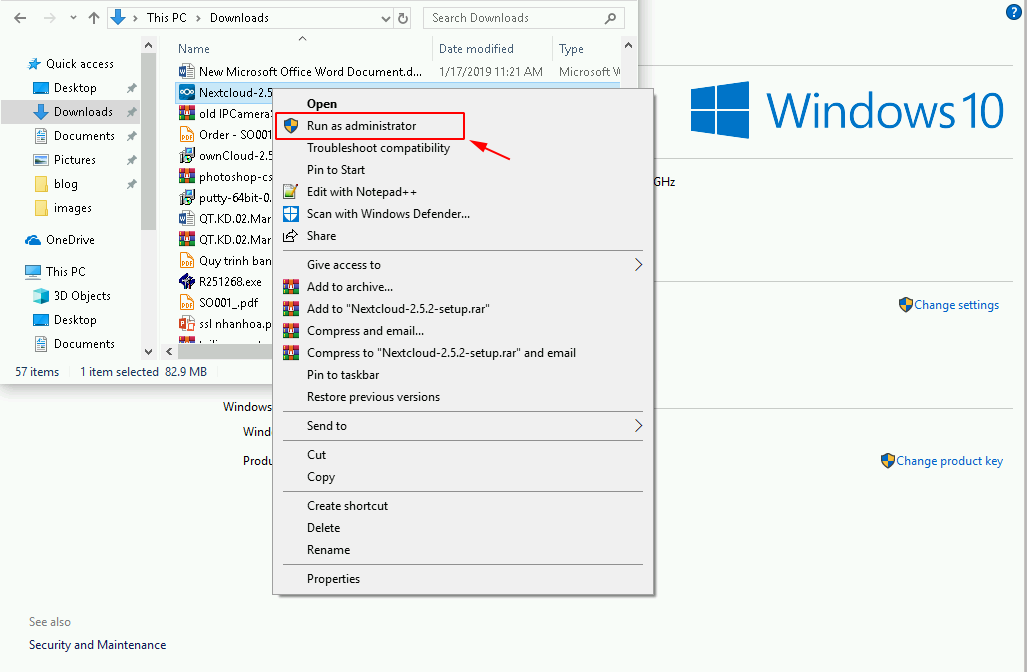 This PC > Downloads
Search Downloads
?
Name
Date modified
Type
Quick access
Desktop
Downloads
Documents
Pictures
blog
images
OneDrive
This PC
3D Objects
Desktop
Documents
New Microsoft Office Word Document.d... 1/17/2019 11:21 AM Microsoft W
Nextcloud-2.5
old IPCamera
Order - SO001
ownCloud-2.5
photoshop-cs
putty-64bit-0.
QT.KD.02.Mar
QT.KD.02.Mar
Quy trinh ban
R251268.exe
SO001_.pdf
ssl nhanhoa.p
57 items 1 item selected 82.9 MB
Open
Run as administrator
Troubleshoot compatibility
Pin to Start
Edit with Notepad++
Scan with Windows Defender...
Share
Give access to
Add to archive...
Add to "Nextcloud-2.5.2-setup.rar"
Compress and email...
Compress to "Nextcloud-2.5.2-setup.rar" and email
Pin to taskbar
Restore previous versions
Send to
Cut
Copy
Create shortcut
Delete
Rename
Properties
Windows 10
GHz
Change settings
Windows
Wind
Produ
Change product key
See also
Security and Maintenance